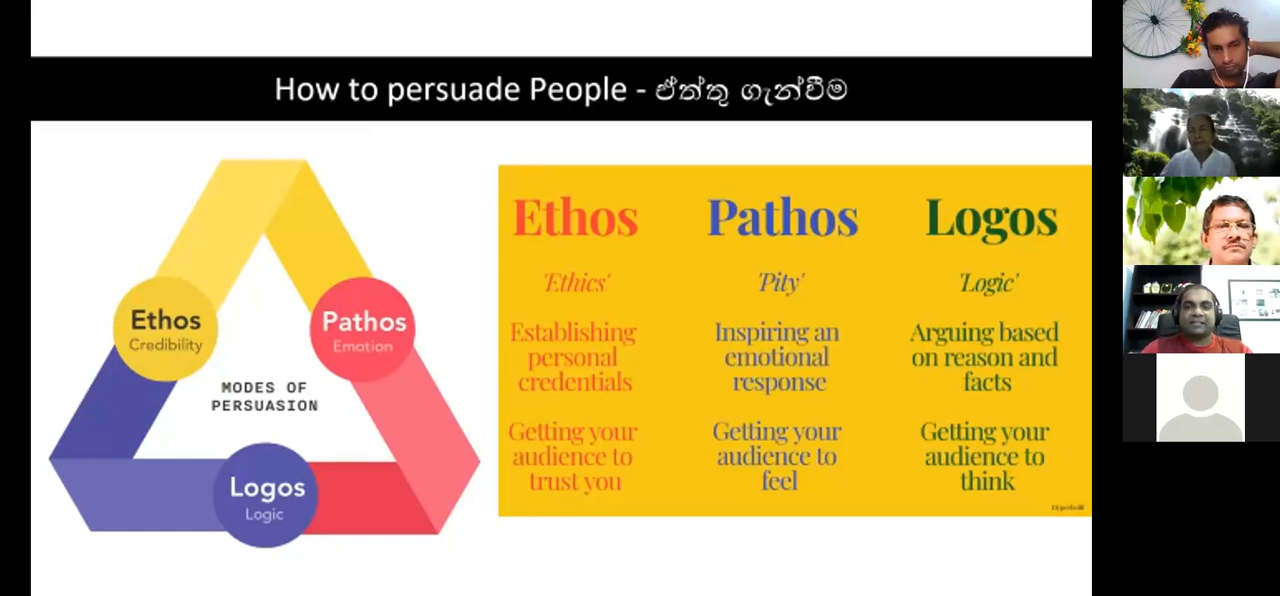 How to persuade People - ඒත්තු ගැන්වීම
Ethos
Credibility
Pathos
Emotion
MODES OF
PERSUASION
Logos
Logic
Ethos
'Ethics'
Establishing
personal
credentials
Getting your
audience to
trust you
Pathos
'Pity'
Inspiring an
emotional
response
Getting your
audience to
feel
Logos
'Logic'
Arguing based
on reason and
facts
Getting your
audience to
think